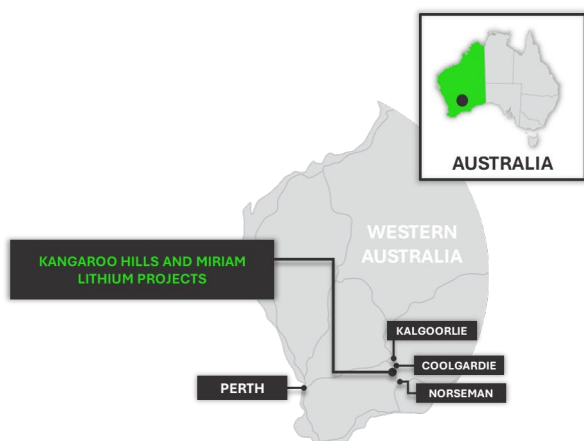 AUSTRALIA
WESTERN
AUSTRALIA
KANGAROO HILLS AND MIRIAM
LITHIUM PROJECTS
KALGOORLIE
COOLGARDIE
PERTH
NORSEMAN